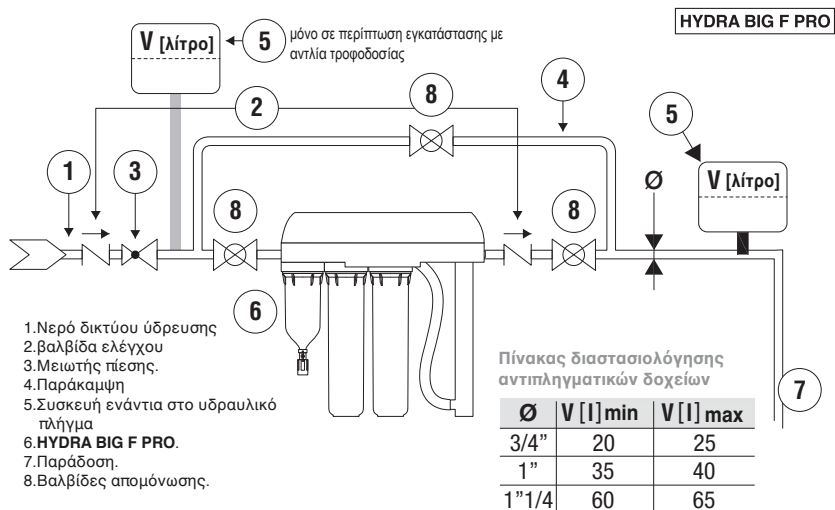 HYDRA BIG F PRO
V [λίτρο]
5
μόνο σε περίπτωση εγκατάστασης με
αντλία τροφοδοσίας
2
8
4
5
1
3
8
8
Ø
V [λίτρο]
6
7
1.Νερό δικτύου ύδρευσης
2.βαλβίδα ελέγχου
3.Μειωτής πίεσης.
4.Παράκαμψη
5.Συσκευή ενάντια στο υδραυλικό
πλήγμα
6.HYDRA BIG F PRO.
7.Παράδοση.
8.Βαλβίδες απομόνωσης.
Πίνακας διαστασιολόγησης
αντιπληγματικών δοχείων
Ø V [l] min V [l] max
3/4” 20 25
1” 35 40
1”1/4 60 65